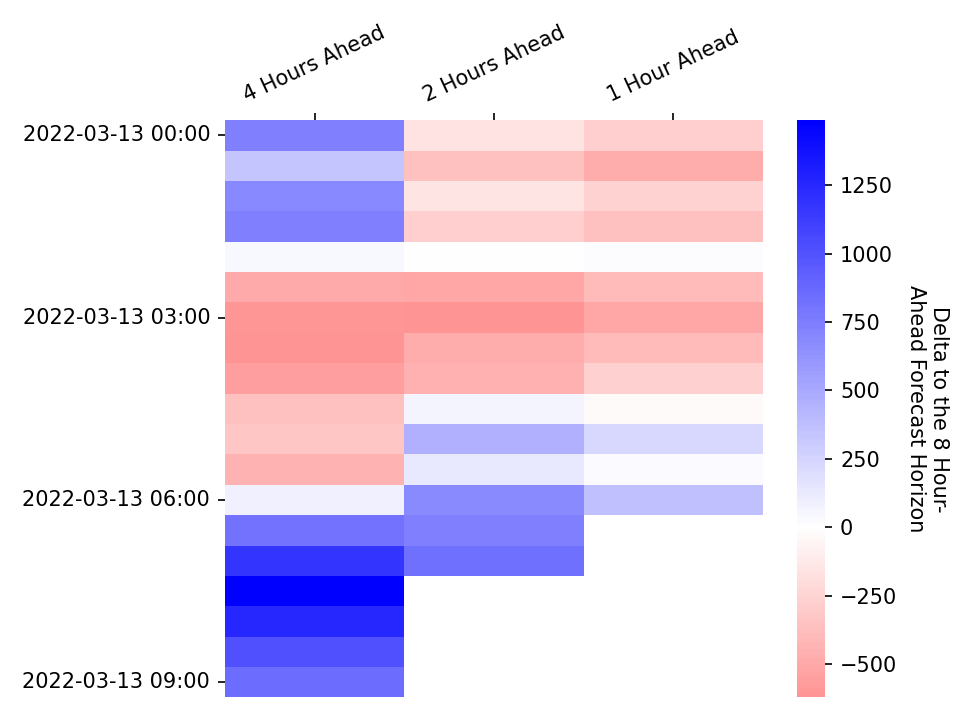 4 Hours Ahead
2 Hours Ahead
1 Hour Ahead
2022-03-13 00:00
2022-03-13 03:00
2022-03-13 06:00
2022-03-13 09:00
1250
1000
750
500
250
0
−250
−500
Delta to the 8 Hour-
Ahead Forecast Horizon